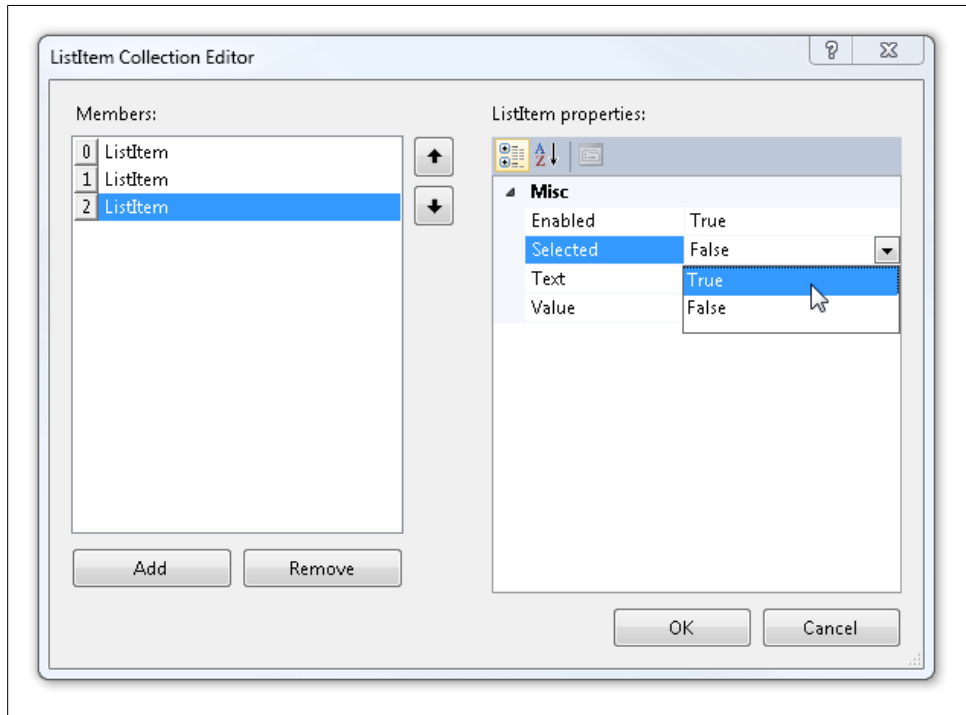 ListItem Collection Editor
Members:
0 ListItem
1 ListItem
2 ListItem
Add
Remove
ListItem properties:
Misc
Enabled True
Selected False
Text True
Value False
OK
Cancel